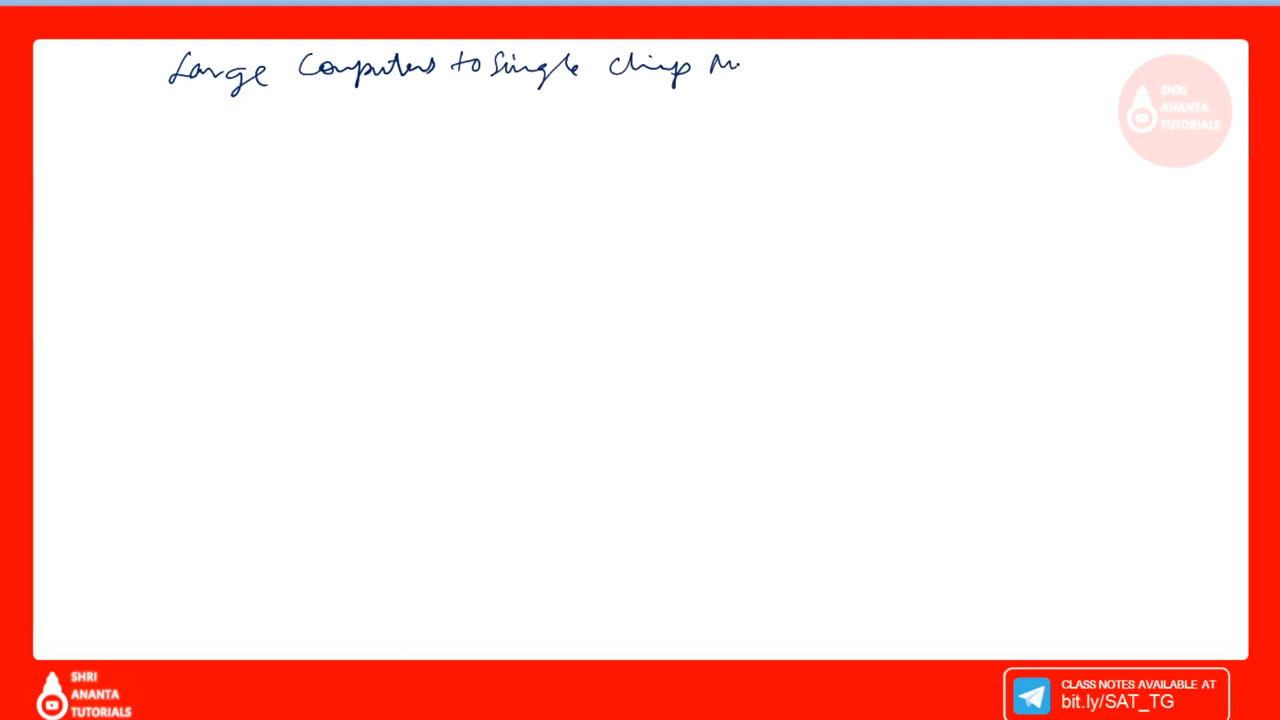 Large Computers to Single chip M
SHRI
ANANTA
TUTORIALS
SHRI
ANANTA
TUTORIALS
CLASS NOTES AVAILABLE AT
bit.ly/SAT_TG